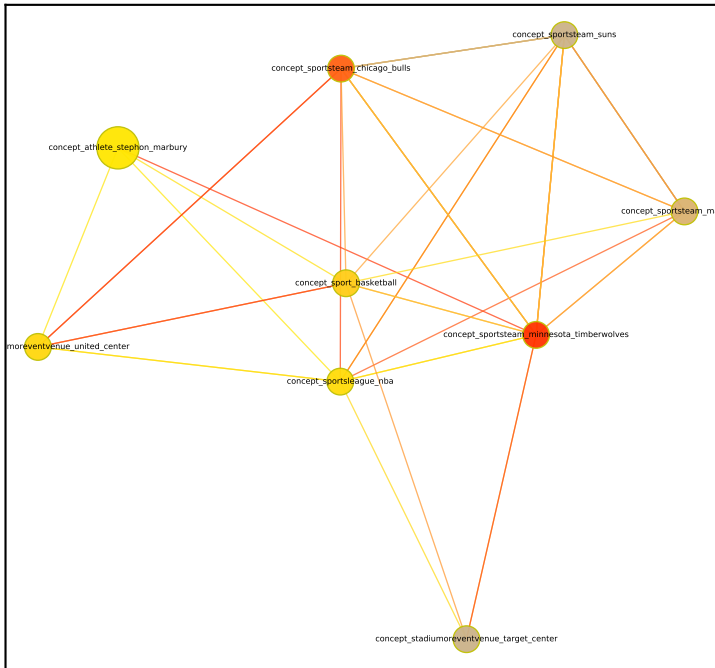 concept_sportsteam_suns
concept_sportsteam_chicago_bulls
concept_athlete_stephon_marbury
concept_sportsteam_m
concept_sport_basketball
concept_sportsteam_minnesota_timberwolves
moreventvenue_united_center
concept_sportsleague_nba
concept_stadiumoreventvenue_target_center